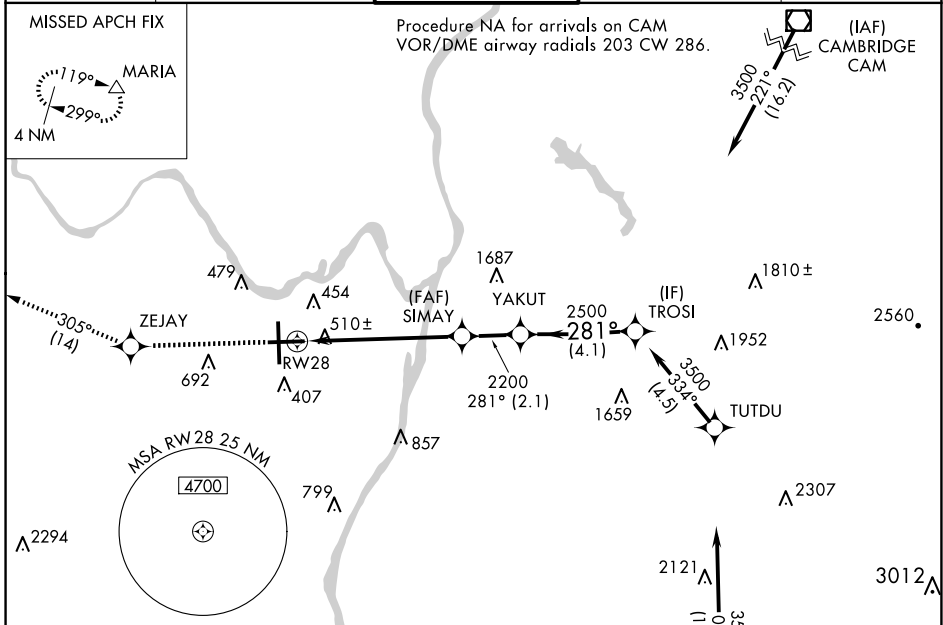 MISSED APCH FIX
119°
MARIA
299°
4 NM
Procedure NA for arrivals on CAM
VOR/DME airway radials 203 CW 286.
(IAF)
CAMBRIDGE
CAM
3500
221°
(16.2)
1687
479
454
(FAF)
SIMAY
YAKUT
2500
281°
(4.1)
(IF)
TROSI
1810 ±
2560
305°
(14)
ZEJAY
510 ±
RW28
692
407
2200
281° (2.1)
1952
3500
334°
(4.5)
1659
TUTDU
857
MSA RW 28 25 NM
4700
799
2307
2294
2121
3012